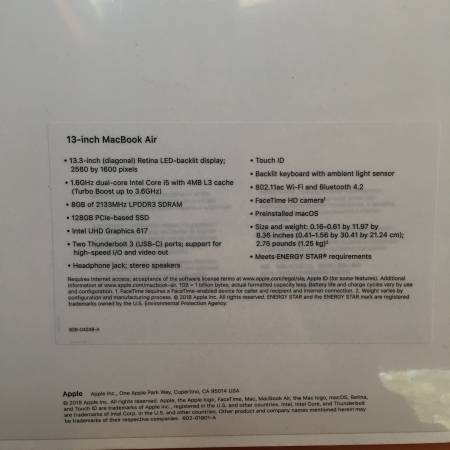 13-inch MacBook Air
• 13.3-inch (diagonal) Retina LED-backlit display;
2560 by 1600 pixels
• 1.6GHz dual-core Intel Core i5 with 4MB L3 cache
(Turbo Boost up to 3.6GHz)
• 8GB of 2133MHz LPDDR3 SDRAM
• 128GB PCIe-based SSD
• Intel UHD Graphics 617
• Two Thunderbolt 3 (USB-C) ports; support for
high-speed I/O and video out
• Headphone jack; stereo speakers
• Touch ID
• Backlit keyboard with ambient light sensor
• 802.11ac Wi-Fi and Bluetooth 4.2
• FaceTime HD camera¹
• Preinstalled macOS
• Size and weight: 0.16–0.61 by 11.97 by
8.36 inches (0.41–1.56 by 30.41 by 21.24 cm);
2.75 pounds (1.25 kg)²
• Meets ENERGY STAR® requirements
Requires Internet access; acceptance of the software license terms at www.apple.com/legal/sla; Apple ID (for some features). Additional
information at www.apple.com/macbook-air. 1GB = 1 billion bytes; actual formatted capacity less. Battery life and charge cycles vary by use
and configuration. 1. FaceTime requires a FaceTime-enabled device for caller and recipient and Internet connection. 2. Weight varies by
configuration and manufacturing process. © 2018 Apple Inc. All rights reserved. ENERGY STAR and the ENERGY STAR mark are registered
trademarks owned by the U.S. Environmental Protection Agency.
Apple Apple Inc., One Apple Park Way, Cupertino, CA 95014 USA
© 2018 Apple Inc. All rights reserved. Apple, the Apple logo, FaceTime, Mac, MacBook Air, the Mac logo, macOS, Retina,
and Touch ID are trademarks of Apple Inc., registered in the U.S. and other countries. Intel, Intel Core, and Thunderbolt
are trademarks of Intel Corp. in the U.S. and other countries. Other product and company names mentioned herein may
be trademarks of their respective companies. 602-01901-A